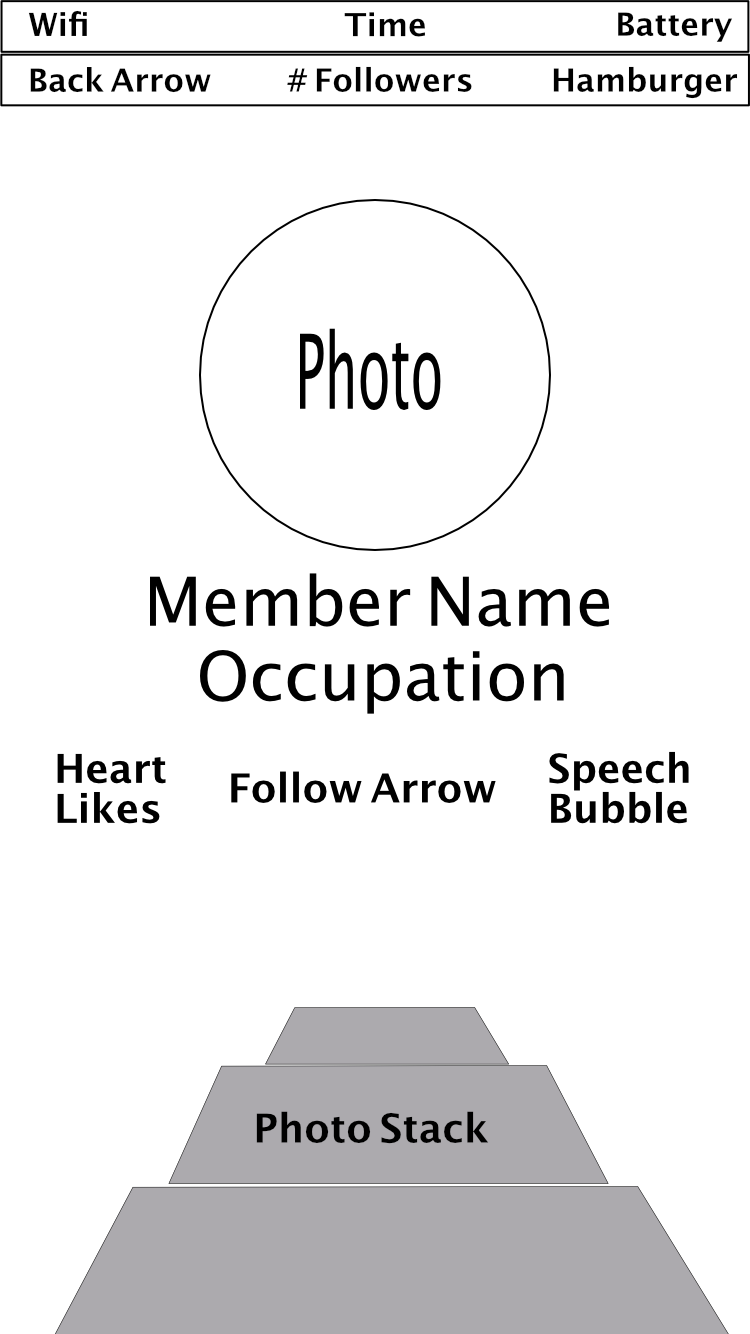 Wifi Time Battery
Back Arrow # Followers Hamburger
Photo
Member Name
Occupation
Heart
Likes
Follow Arrow
Speech
Bubble
Photo Stack